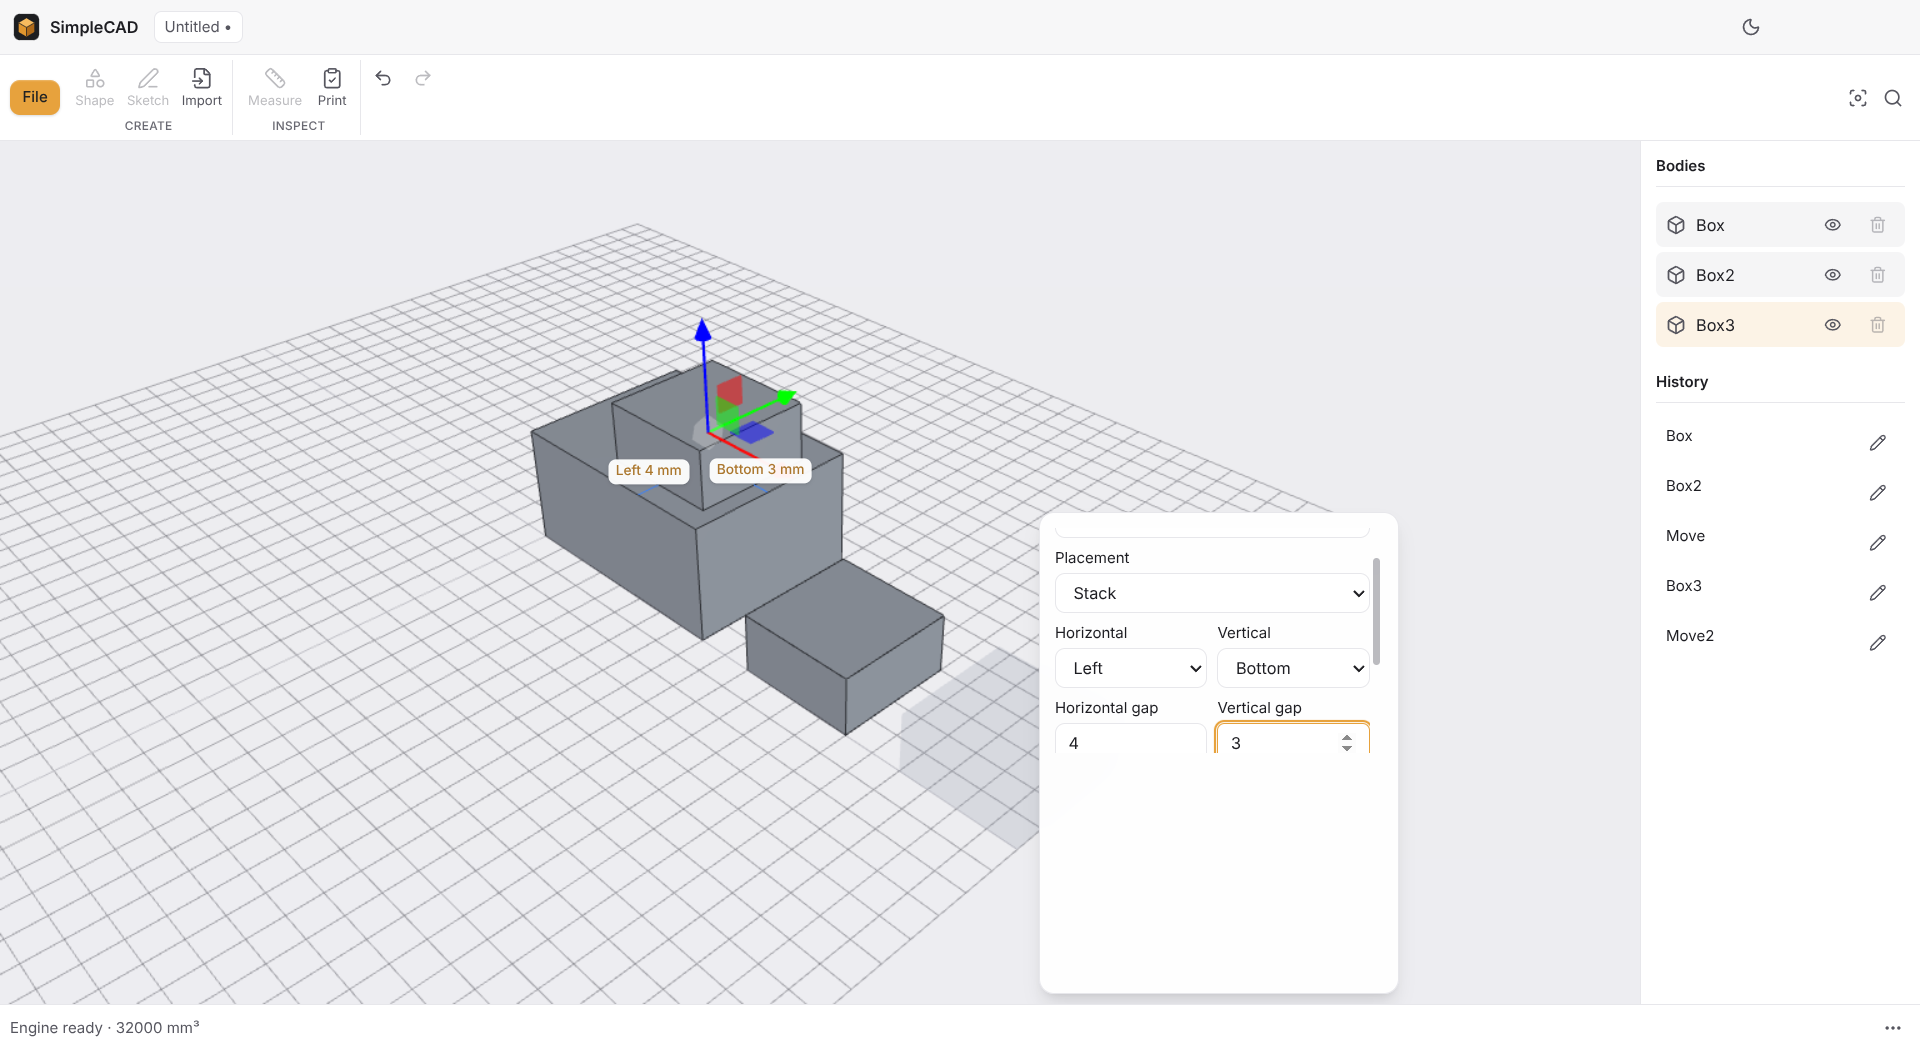 SimpleCAD
Untitled •
File
Shape
Sketch
Import
CREATE
Measure
Print
INSPECT
Left 4 mm
Bottom 3 mm
Placement
Stack
Horizontal
Vertical
Left
Bottom
Horizontal gap
Vertical gap
4
3
Bodies
Box
Box2
Box3
History
Box
Box2
Move
Box3
Move2
Engine ready · 32000 mm³